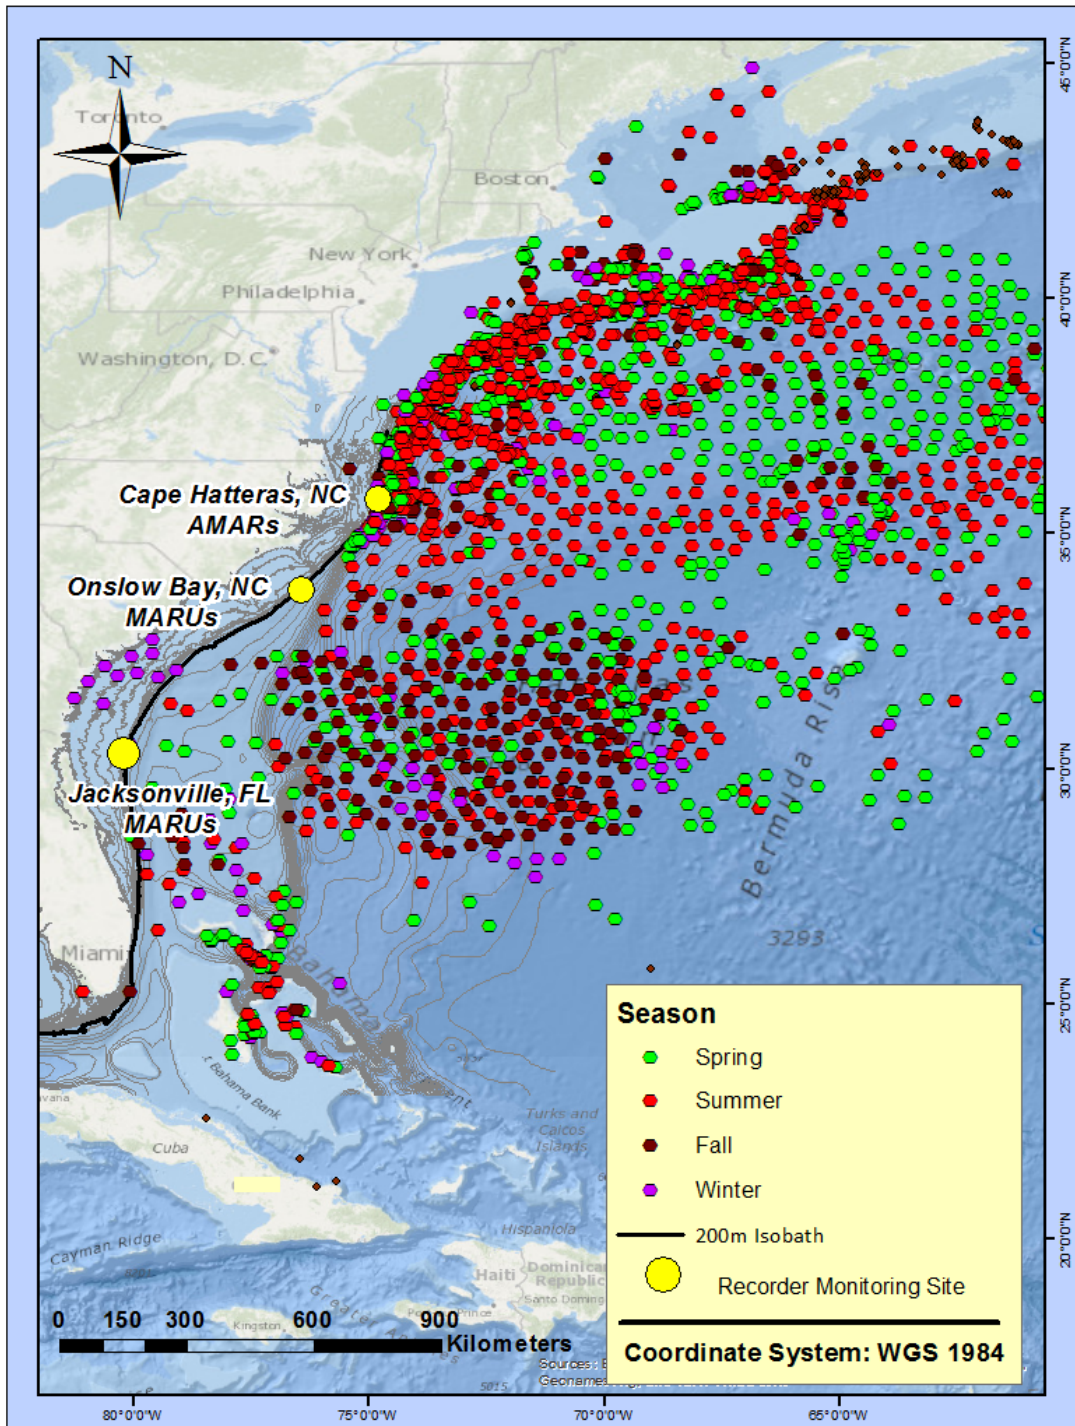 N
Toronto
Boston
New York
Philadelphia
Washington, D.C.
Cape Hatteras, NC
AMARs
Onslow Bay, NC
MARUs
Jacksonville, FL
MARUs
Miami
Bermuda Rise
3293
Bahama
Bahama Bank
Turks and
Caicos
Islands
Cuba
Cayman Ridge
Hispaniola
Haiti
Dominican
Republic
Santo Doming
Kingston
5015
Season
Spring
Summer
Fall
Winter
200m Isobath
Recorder Monitoring Site
Coordinate System: WGS 1984
0 150 300 600 900
Kilometers
Sources:
80°0'0"W 75°0'0"W 70°0'0"W 65°0'0"W
45°0'0"N
40°0'0"N
35°0'0"N
30°0'0"N
25°0'0"N
20°0'0"N